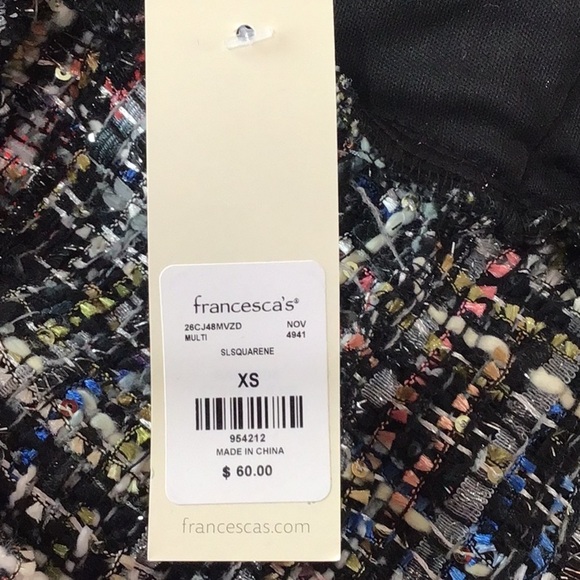 francesca's®
26CJ48MVZD NOV
MULTI 4941
SLSQUARENE
XS
954212
MADE IN CHINA
$ 60.00
francescas.com